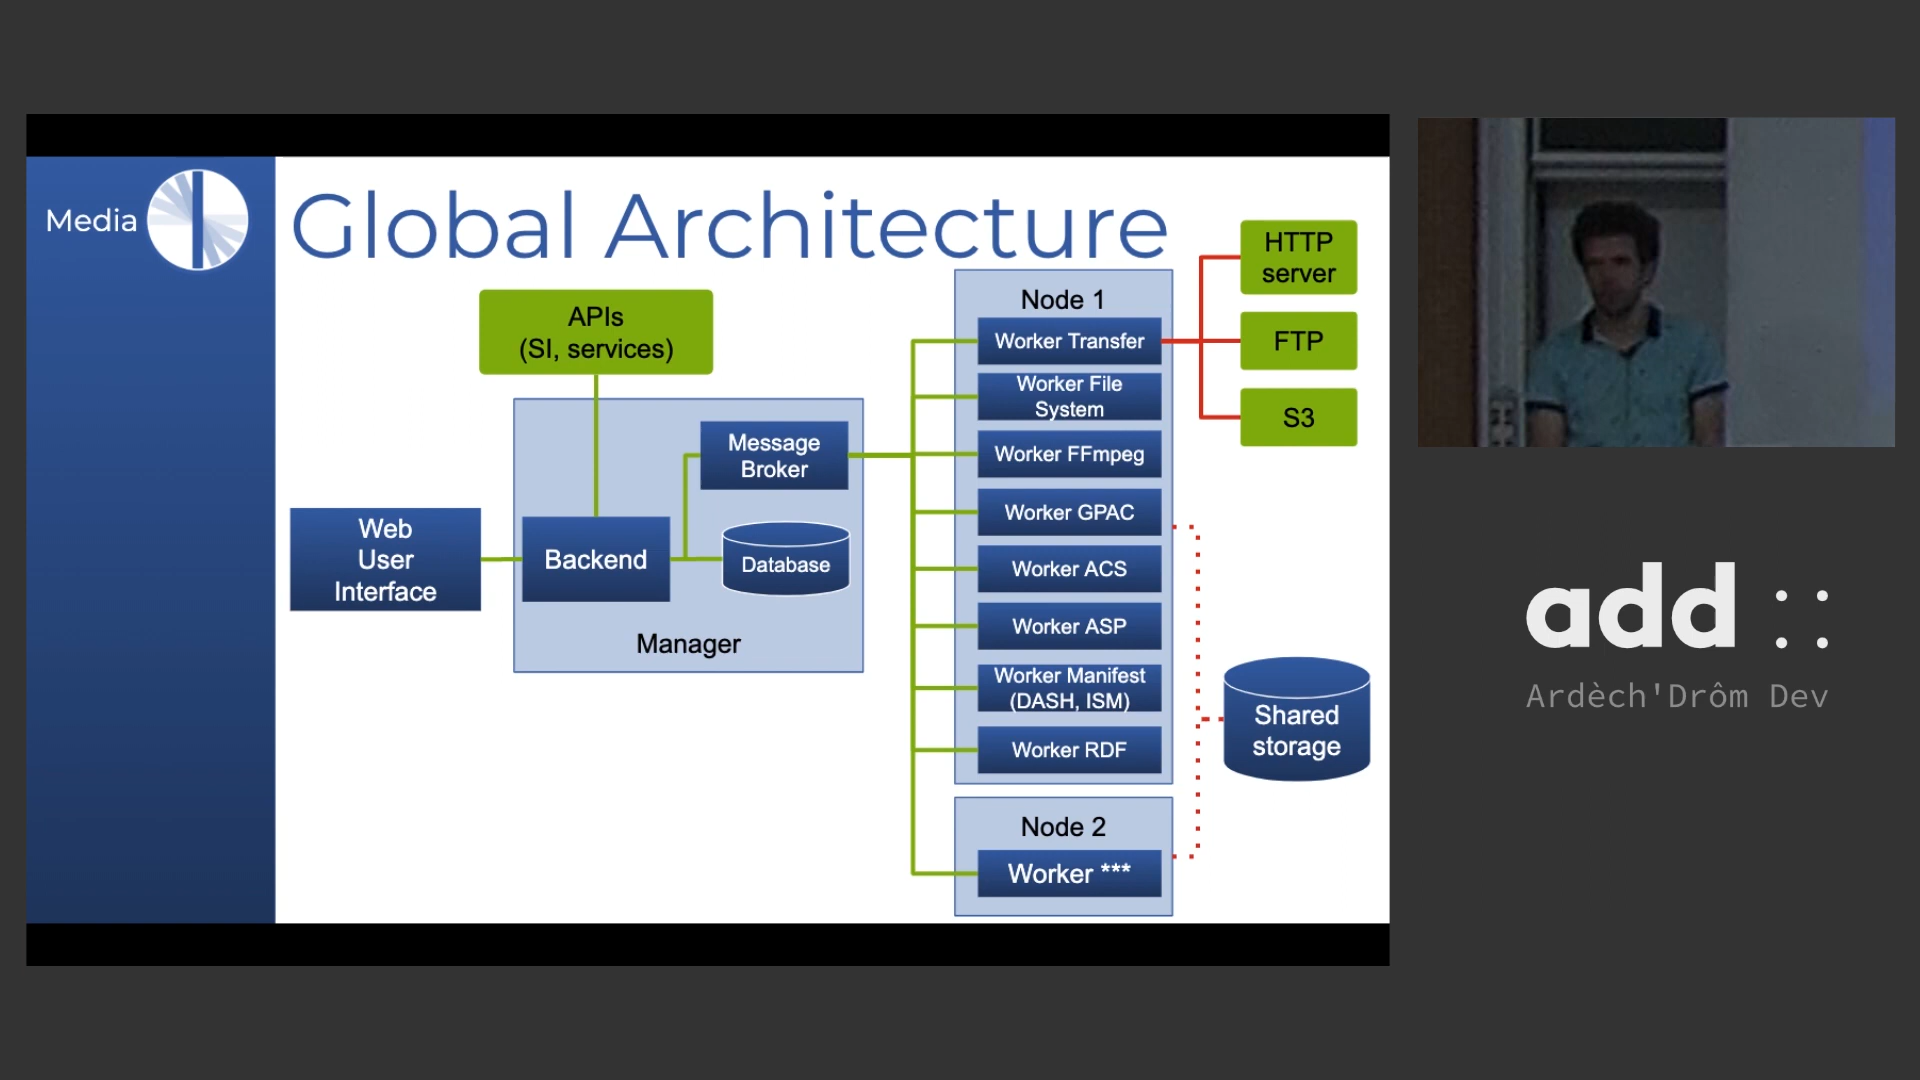 Media
Global Architecture
APIs
(SI, services)
Web
User
Interface
Backend
Message
Broker
Database
Manager
Node 1
Worker Transfer
Worker File
System
Worker FFmpeg
Worker GPAC
Worker ACS
Worker ASP
Worker Manifest
(DASH, ISM)
Worker RDF
Node 2
Worker ***
HTTP
server
FTP
S3
Shared
storage
add ::
Ardèch'Drôm Dev